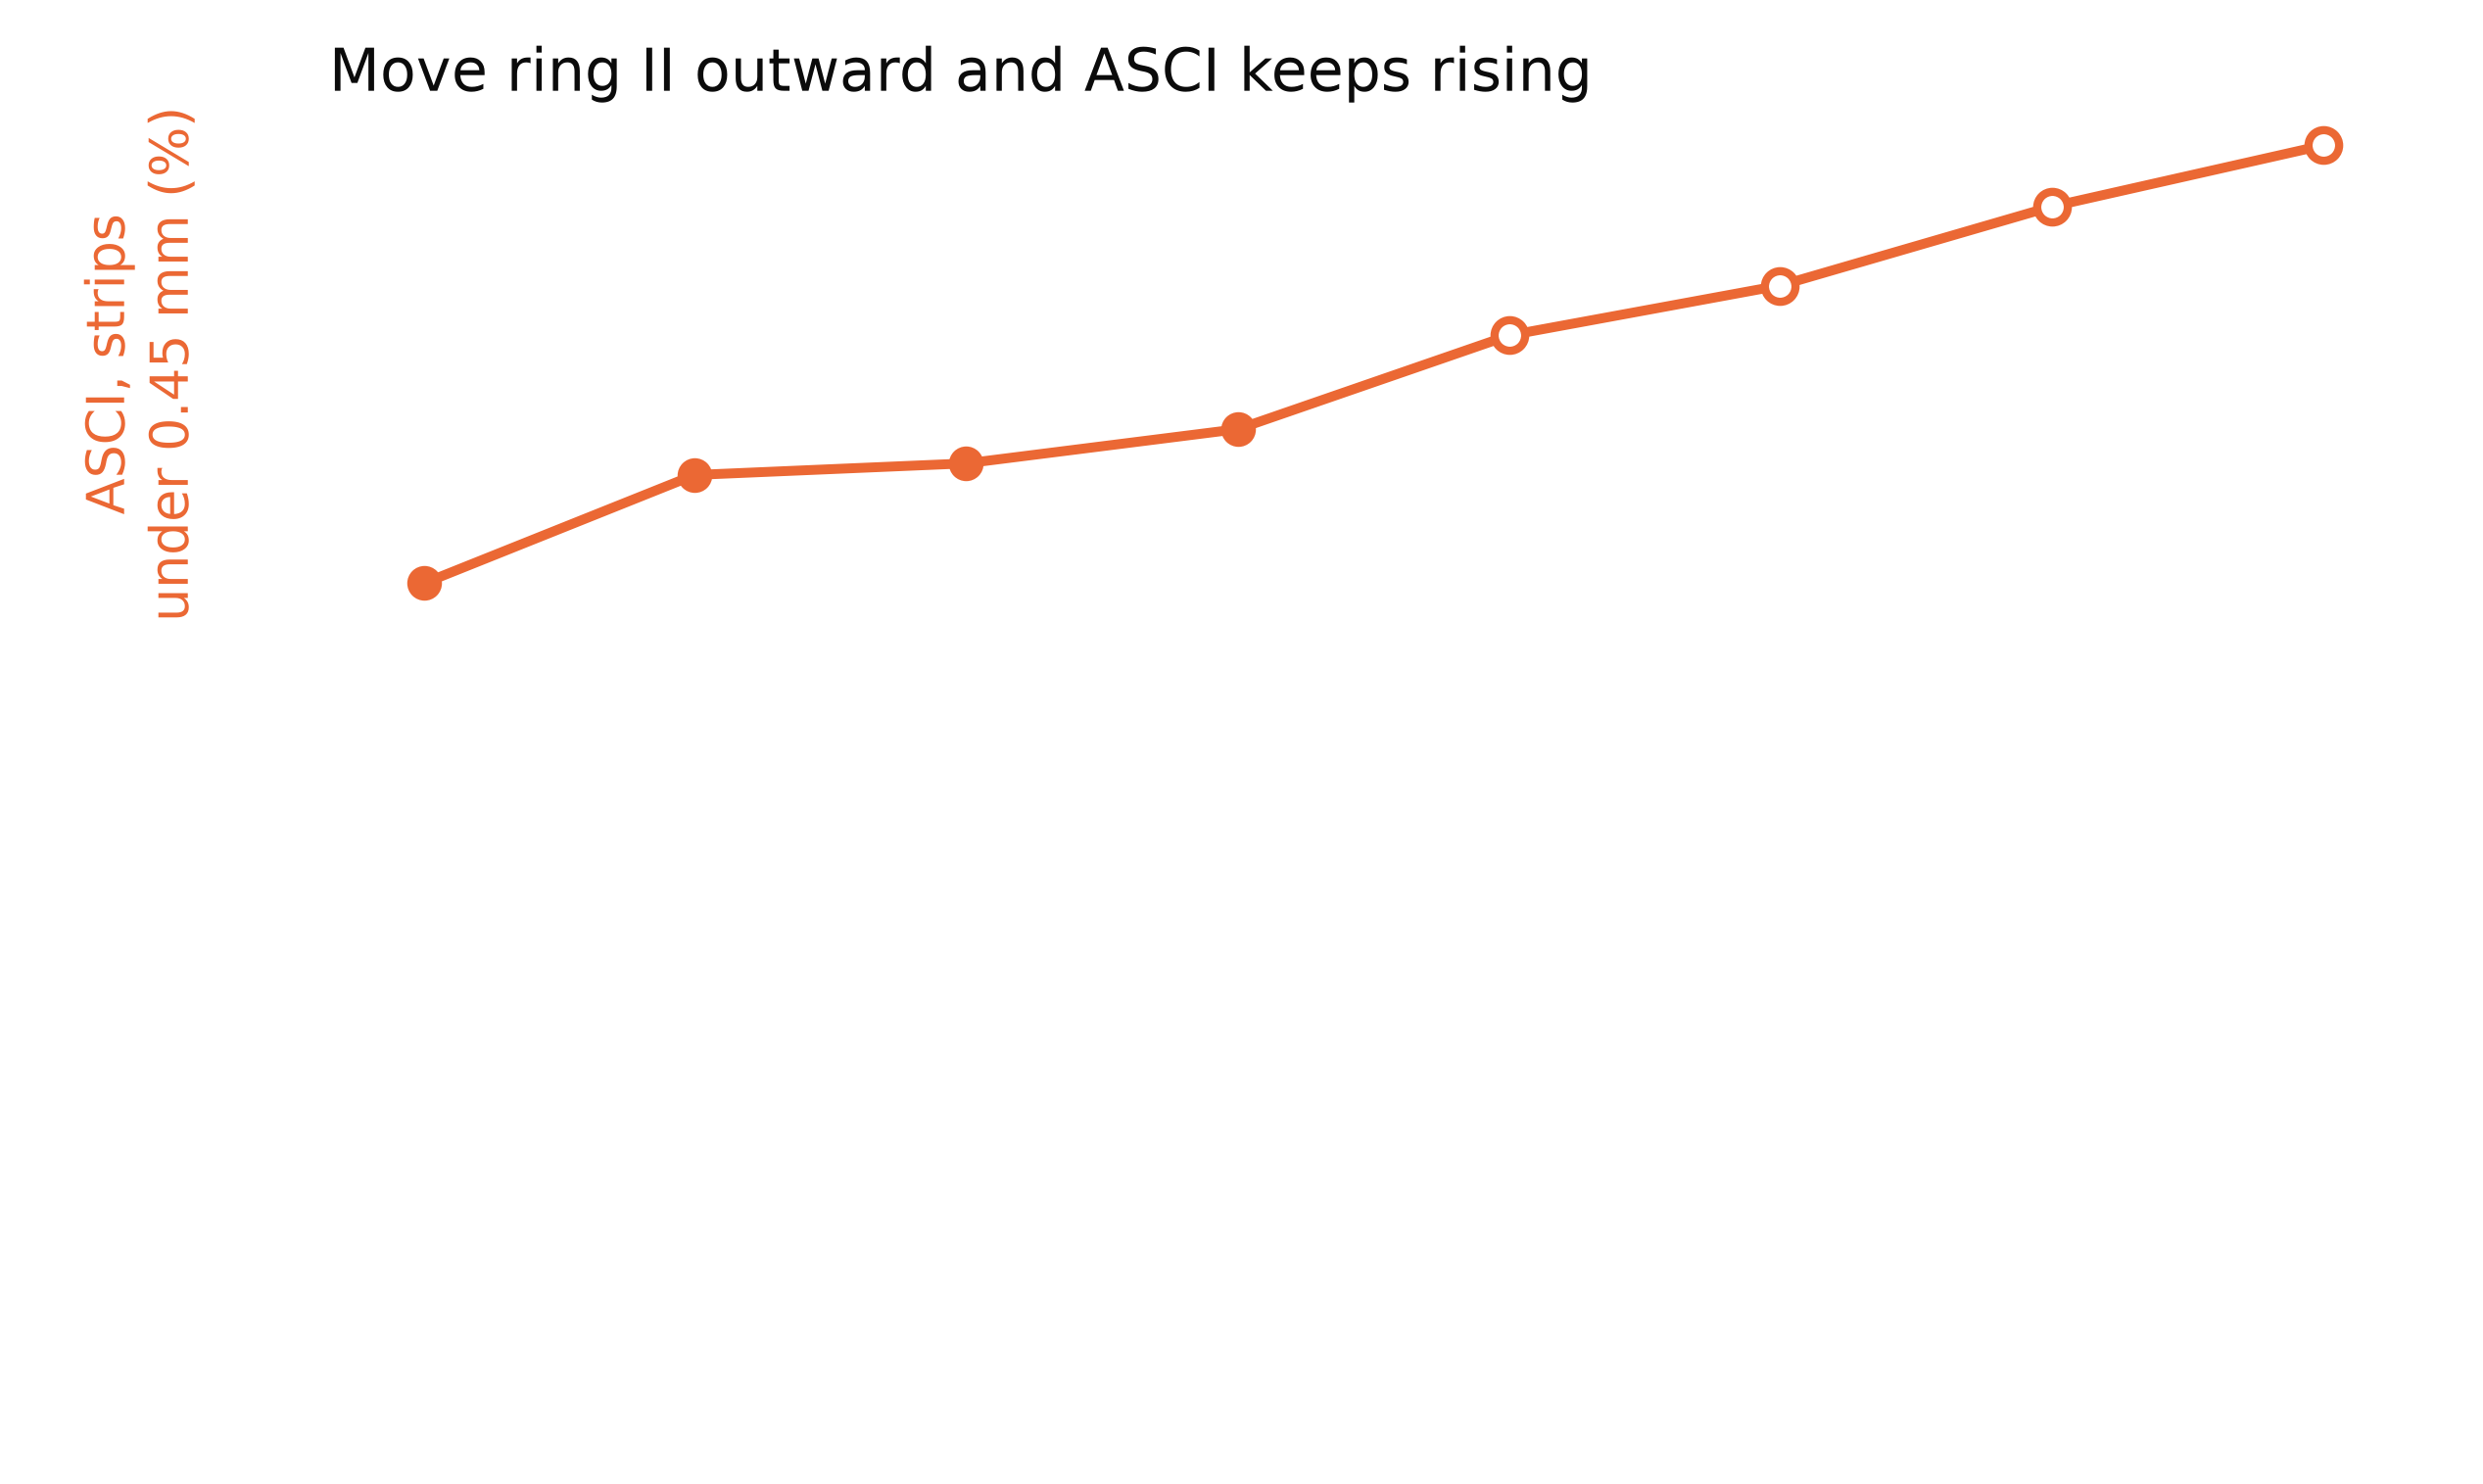 Move ring II outward and ASCI keeps rising
ASCI, strips
under 0.45 mm (%)